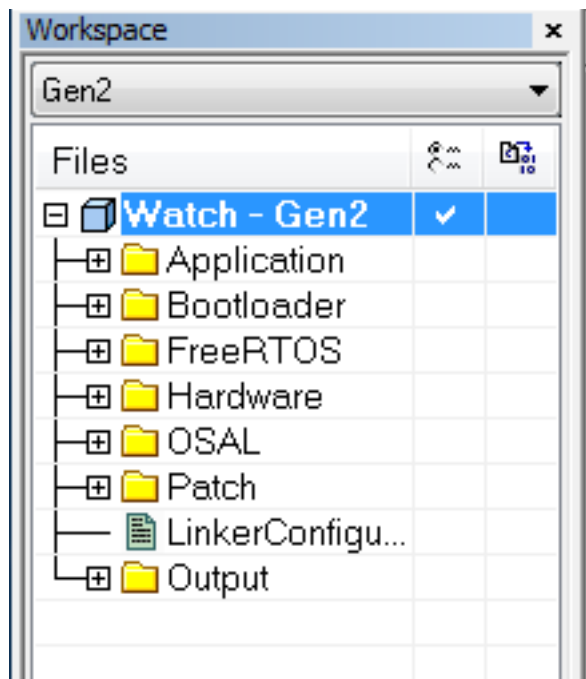 Workspace
Gen2
Files
Watch - Gen2
Application
Bootloader
FreeRTOS
Hardware
OSAL
Patch
LinkerConfigu...
Output